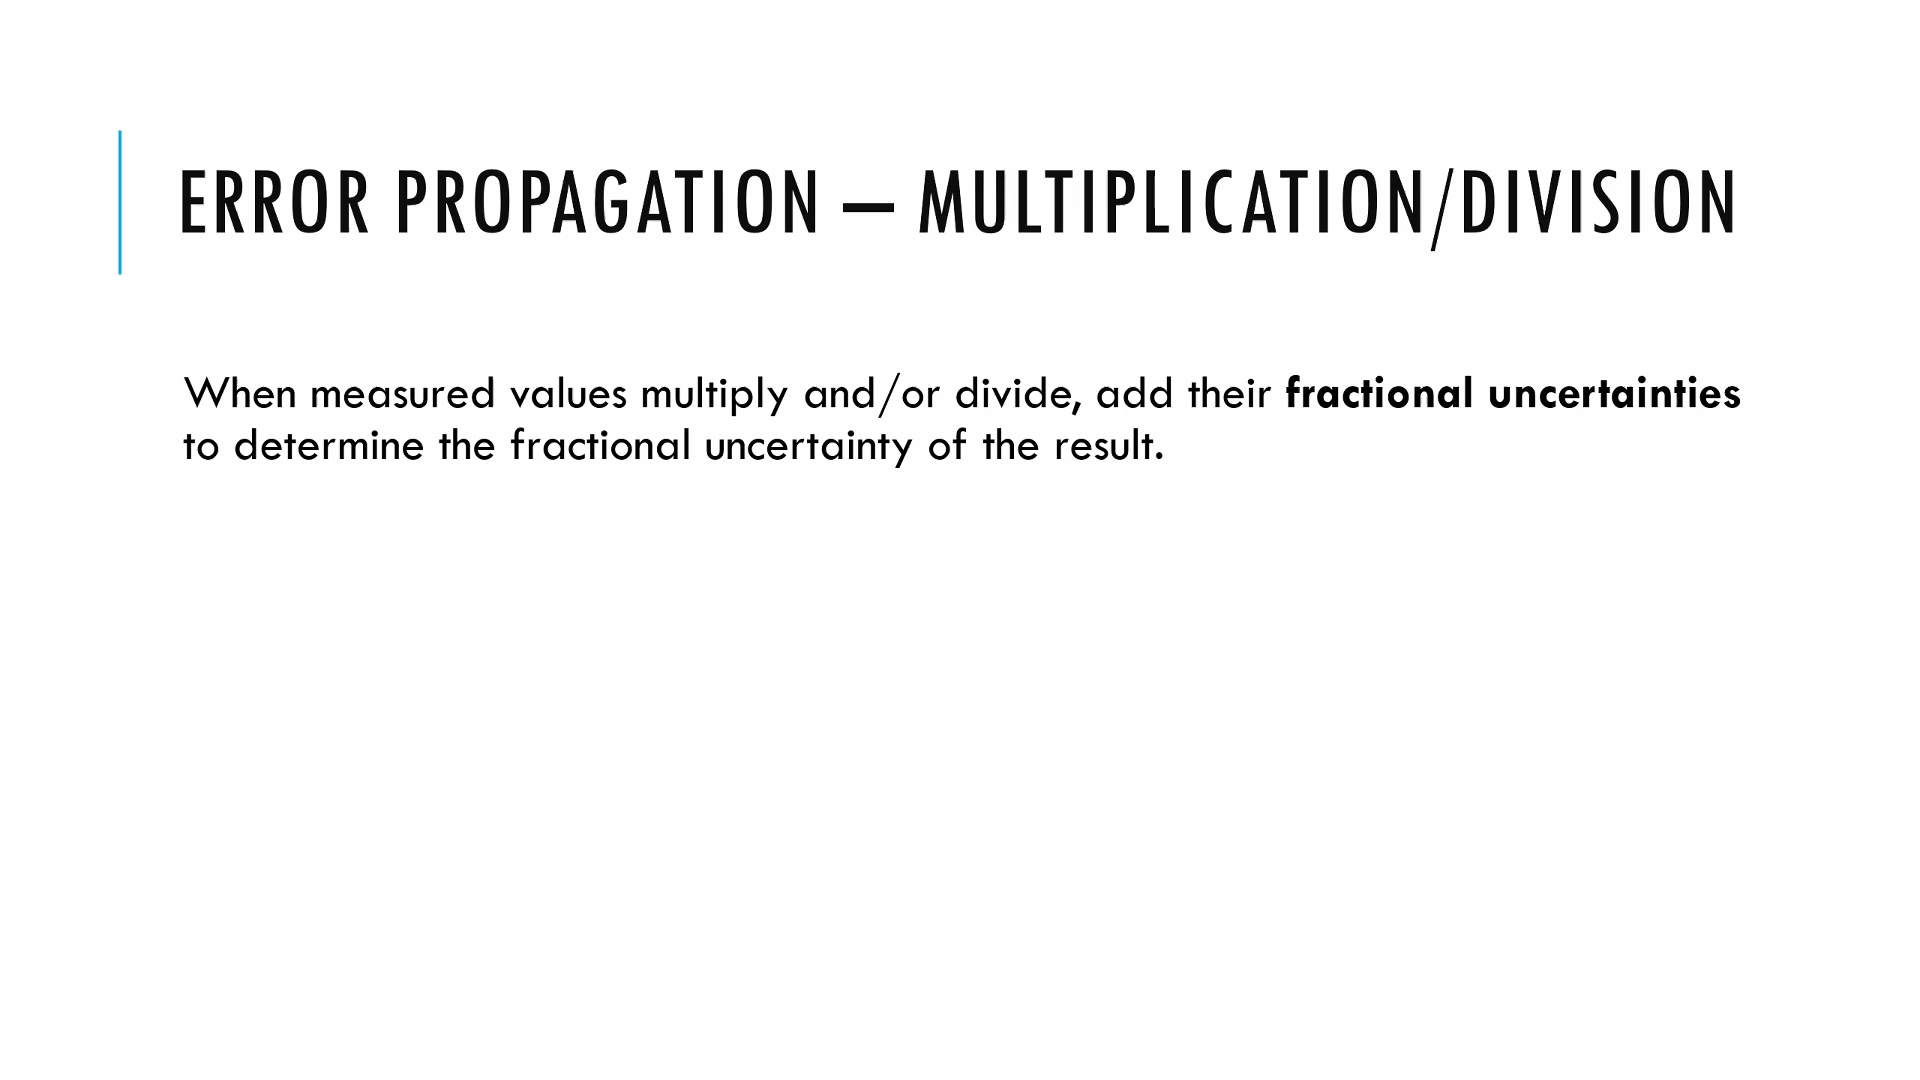 ERROR PROPAGATION – MULTIPLICATION/DIVISION
When measured values multiply and/or divide, add their fractional uncertainties
to determine the fractional uncertainty of the result.